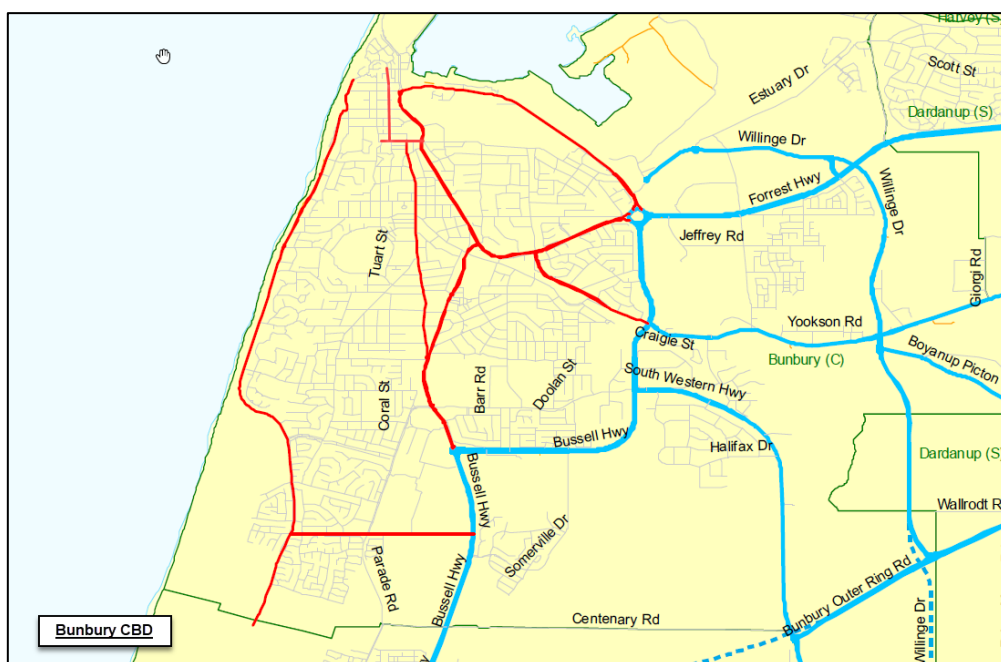 Harvey (S)
Scott St
Estuary Dr
Dardanup (S)
Willinge Dr
Forrest Hwy
Willinge Dr
Jeffrey Rd
Tuart St
Giorgi Rd
Yookson Rd
Craigie St
Bunbury (C)
Boyanup Picton
South Western Hwy
Barr Rd
Doolan St
Coral St
Bussell Hwy
Halifax Dr
Dardanup (S)
Bussell Hwy
Wallrodt R
Somerville Dr
Parade Rd
Bussell Hwy
Bunbury Outer Ring Rd
Willinge Dr
Centenary Rd
Bunbury CBD